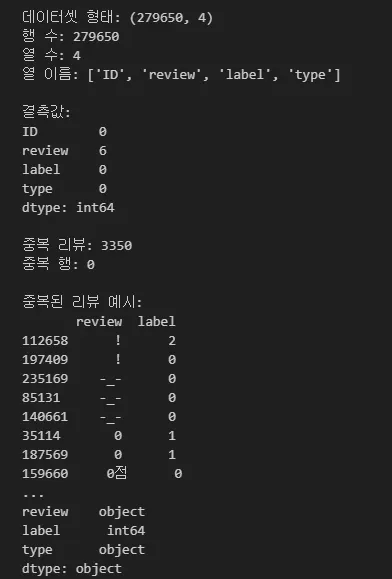 데이터셋 형태: (279650, 4)
행 수: 279650
열 수: 4
열 이름: ['ID', 'review', 'label', 'type']
결측값:
ID 0
review 6
label 0
type 0
dtype: int64
중복 리뷰: 3350
중복 행: 0
중복된 리뷰 예시:
review label
112658 ! 2
197409 ! 0
235169 -_- 0
85131 -_- 0
140661 -_- 0
35114 0 1
187569 0 1
159660 0점 0
...
review object
label int64
type object
dtype: object